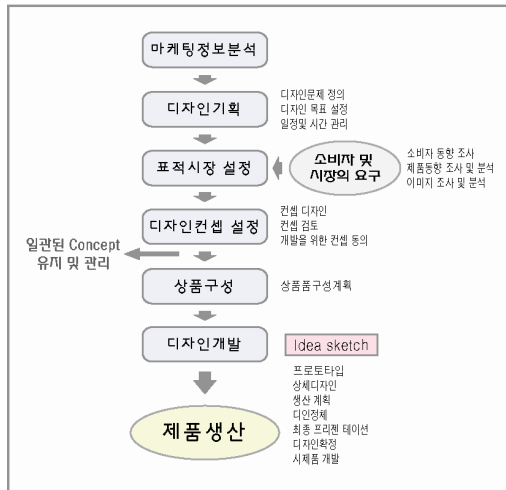 마케팅정보분석
디자인기획
디자인문제 정의
디자인 목표 설정
일정및 시간 관리
표적시장 설정
소비자 및
시장의 요구
소비자 동향 조사
제품동향 조사 및 분석
이미지 조사 및 분석
디자인컨셉 설정
컨셉 디자인
컨셉 검토
개발을 위한 컨셉 동의
일관된 Concept
유지 및 관리
상품구성
상품품구성계획
디자인개발
Idea sketch
프로토타입
상세디자인
생산 계획
디인정체
최종 프리젠 테이션
디자인확정
시제품 개발
제품생산